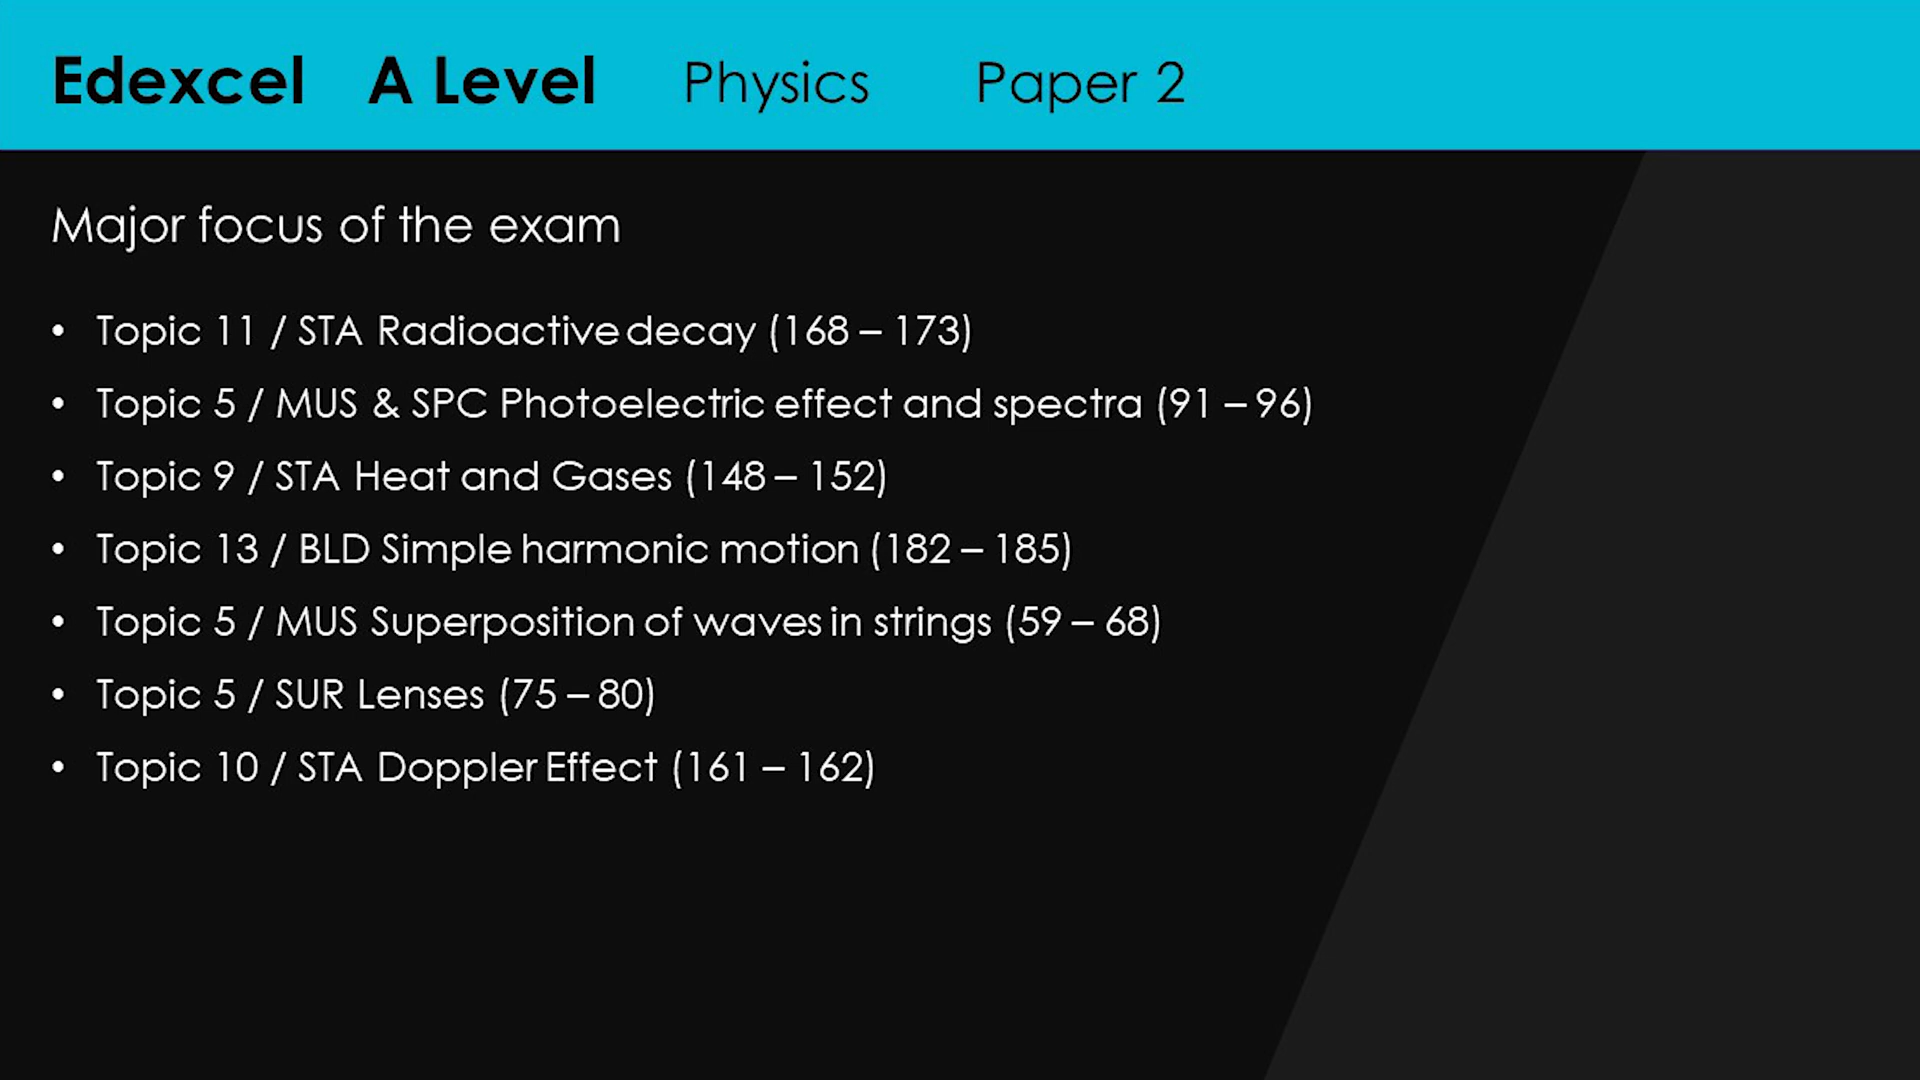 Edexcel A Level Physics Paper 2
Major focus of the exam
• Topic 11 / STA Radioactive decay (168 – 173)
• Topic 5 / MUS & SPC Photoelectric effect and spectra (91 – 96)
• Topic 9 / STA Heat and Gases (148 – 152)
• Topic 13 / BLD Simple harmonic motion (182 – 185)
• Topic 5 / MUS Superposition of waves in strings (59 – 68)
• Topic 5 / SUR Lenses (75 – 80)
• Topic 10 / STA Doppler Effect (161 – 162)